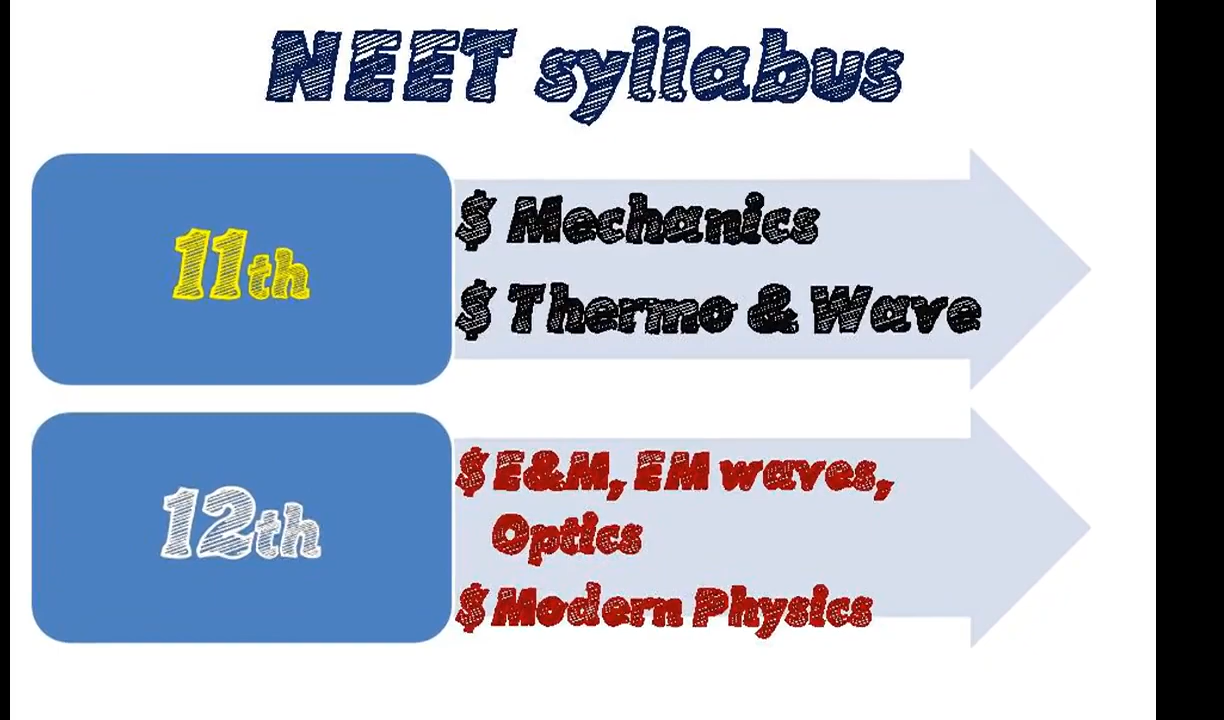 NEET syllabus
11th
$ Mechanics
$ Thermo & Wave
12th
$ E&M, EM waves,
Optics
$ Modern Physics